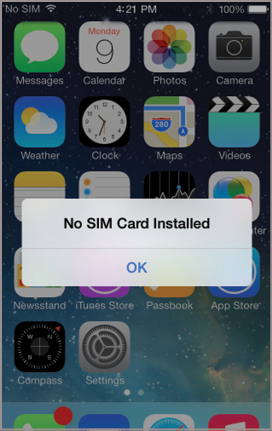 No SIM 4:21 PM 100%
Monday
9
Messages Calendar Photos Camera
280
Weather Clock Maps Videos
No SIM Card Installed
OK
Newsstand iTunes Store Passbook App Store
Compass Settings